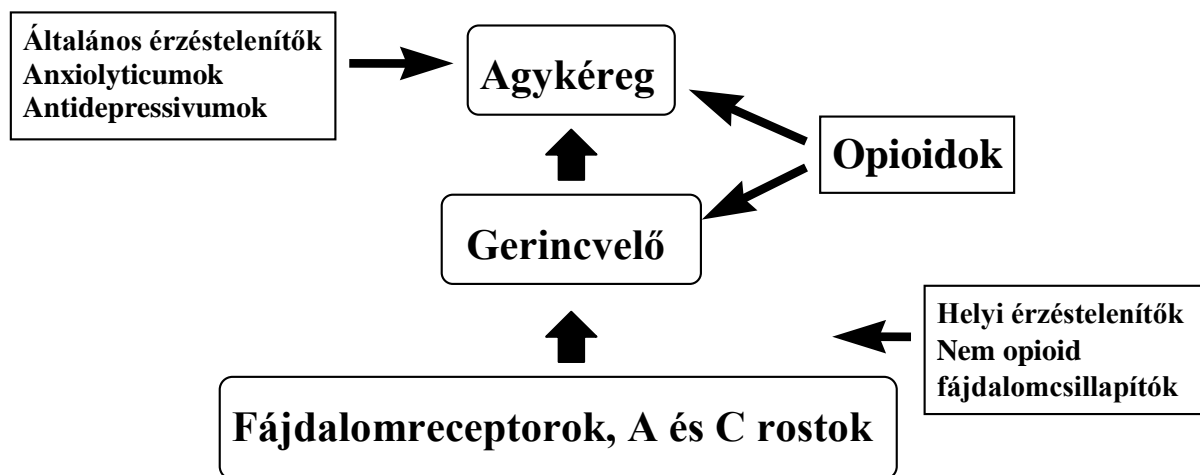 Általános érzéstelenítők
Anxiolyticumok
Antidepressivumok
Agykéreg
Opioidok
Gerincvelő
Helyi érzéstelenítők
Nem opioid
fájdalomcsillapítók
Fájdalomreceptorok, A és C rostok